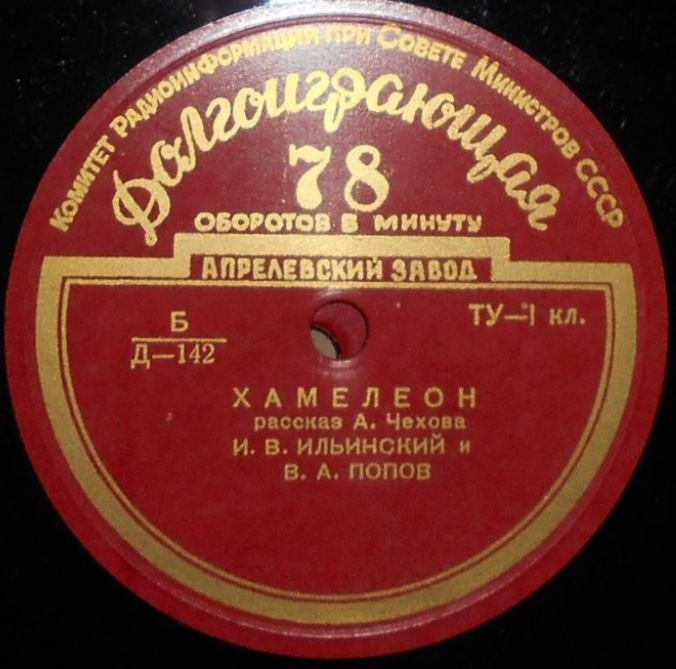 Комитет Радиоинформации при Совете Министров СССР
Долгоиграющая
78
ОБОРОТОВ В МИНУТУ
АПРЕЛЕВСКИЙ ЗАВОД
Б
Д—142
ТУ—I кл.
ХАМЕЛЕОН
рассказ А. Чехова
И. В. ИЛЬИНСКИЙ и
В. А. ПОПОВ